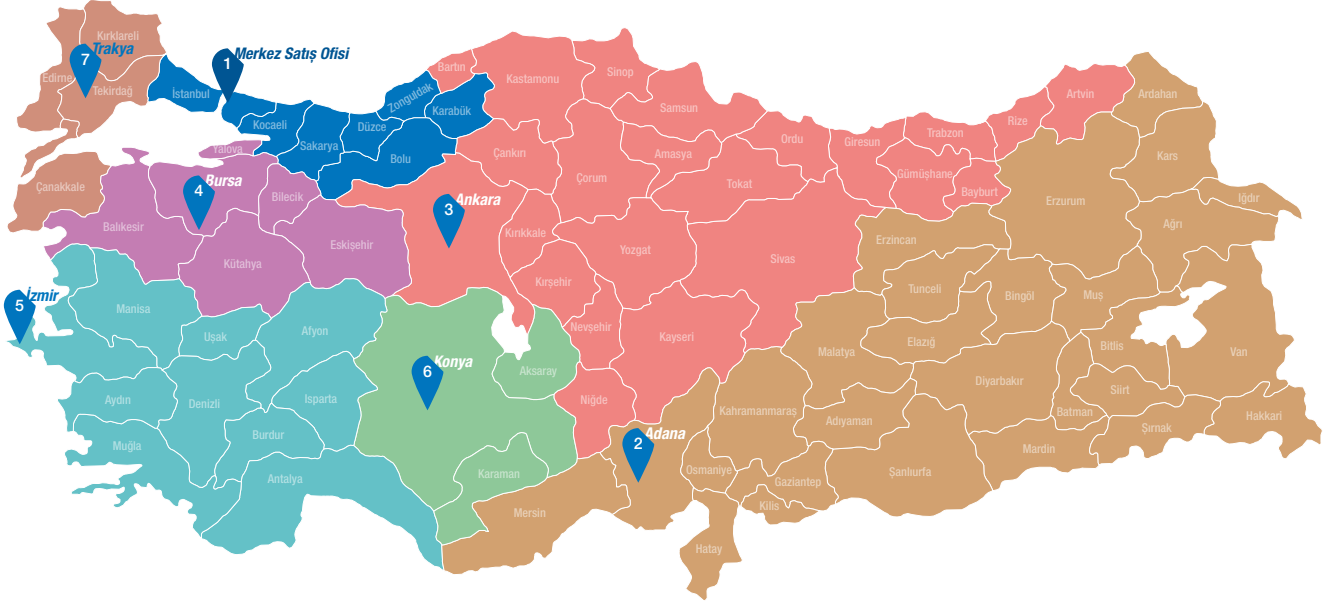 Kırklareli
7 Trakya
Edirne
Tekirdağ
1 Merkez Satış Ofisi
İstanbul
Kocaeli
Sakarya
Düzce
Zonguldak
Karabük
Bolu
Bartın
Kastamonu
Sinop
Samsun
Çankırı
Çorum
Amasya
Tokat
Ordu
Giresun
Trabzon
Gümüşhane
Bayburt
Rize
Artvin
Ardahan
Kars
Iğdır
Ağrı
Erzurum
Erzincan
Çanakkale
Yalova
4 Bursa
Bilecik
Balıkesir
Kütahya
Eskişehir
3 Ankara
Kırıkkale
Kırşehir
Yozgat
Sivas
Nevşehir
Kayseri
Niğde
5 İzmir
Manisa
Uşak
Afyon
Aydın
Denizli
Isparta
Burdur
Muğla
Antalya
6 Konya
Aksaray
Karaman
2 Adana
Mersin
Kahramanmaraş
Osmaniye
Gaziantep
Kilis
Hatay
Malatya
Adıyaman
Şanlıurfa
Tunceli
Elazığ
Bingöl
Muş
Bitlis
Van
Diyarbakır
Siirt
Batman
Mardin
Şırnak
Hakkari